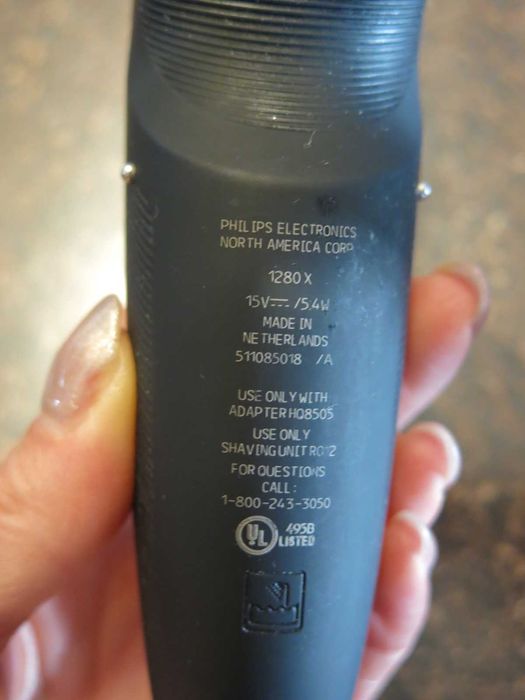 PHILIPS ELECTRONICS
NORTH AMERICA CORP.
1280 X
15V⎓ /5,4W
MADE IN
NETHERLANDS
511085018 /A
USE ONLY WITH
ADAPTER HQ8505
USE ONLY
SHAVING UNIT
FOR QUESTIONS
CALL:
1-800-243-3050
UL 495B
LISTED